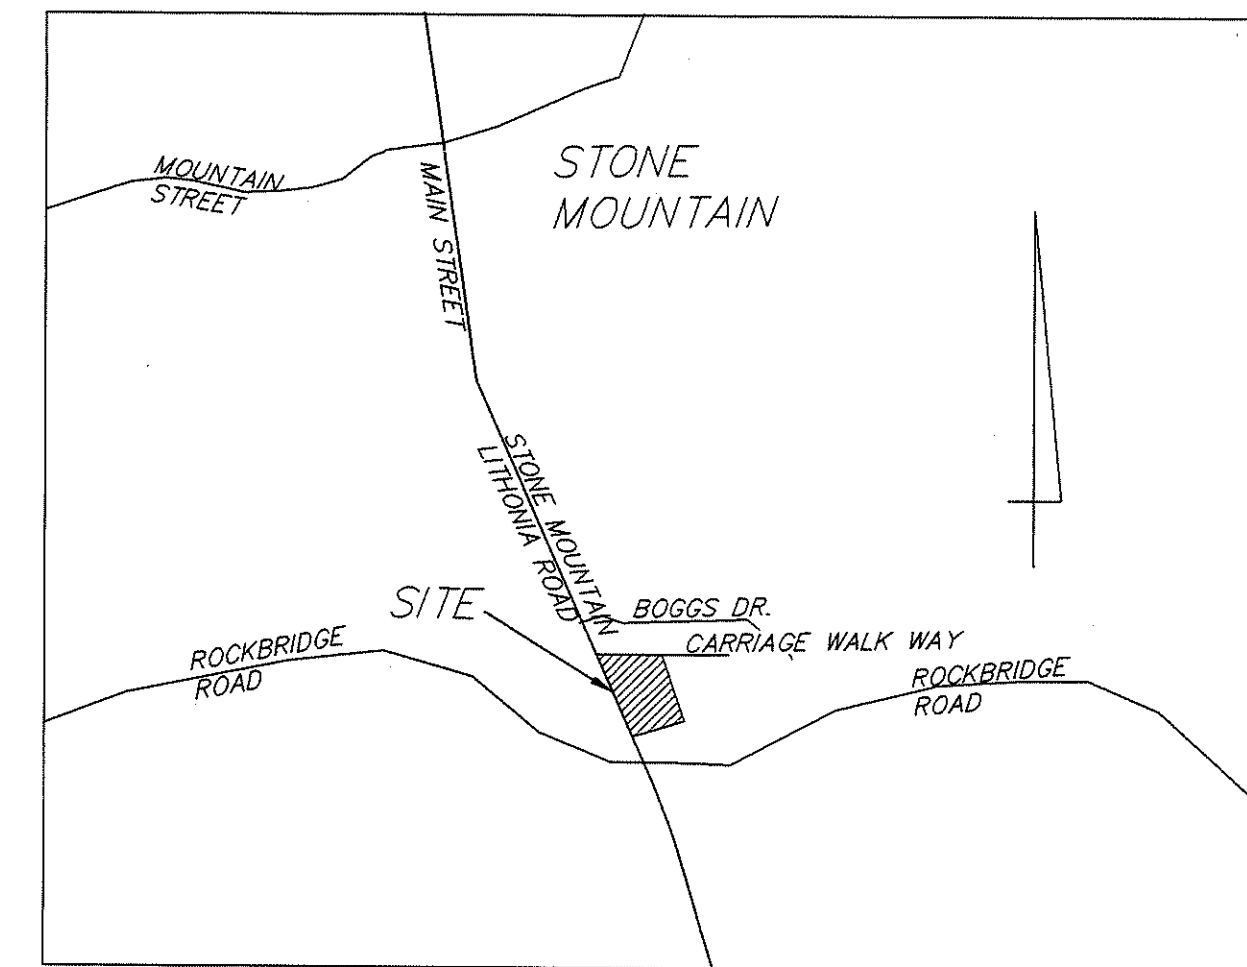 STONE
MOUNTAIN
MOUNTAIN
STREET
MAIN STREET
STONE MOUNTAIN
LITHONIA ROAD
SITE
BOGGS DR.
CARRIAGE WALK WAY
ROCKBRIDGE
ROAD
ROCKBRIDGE
ROAD